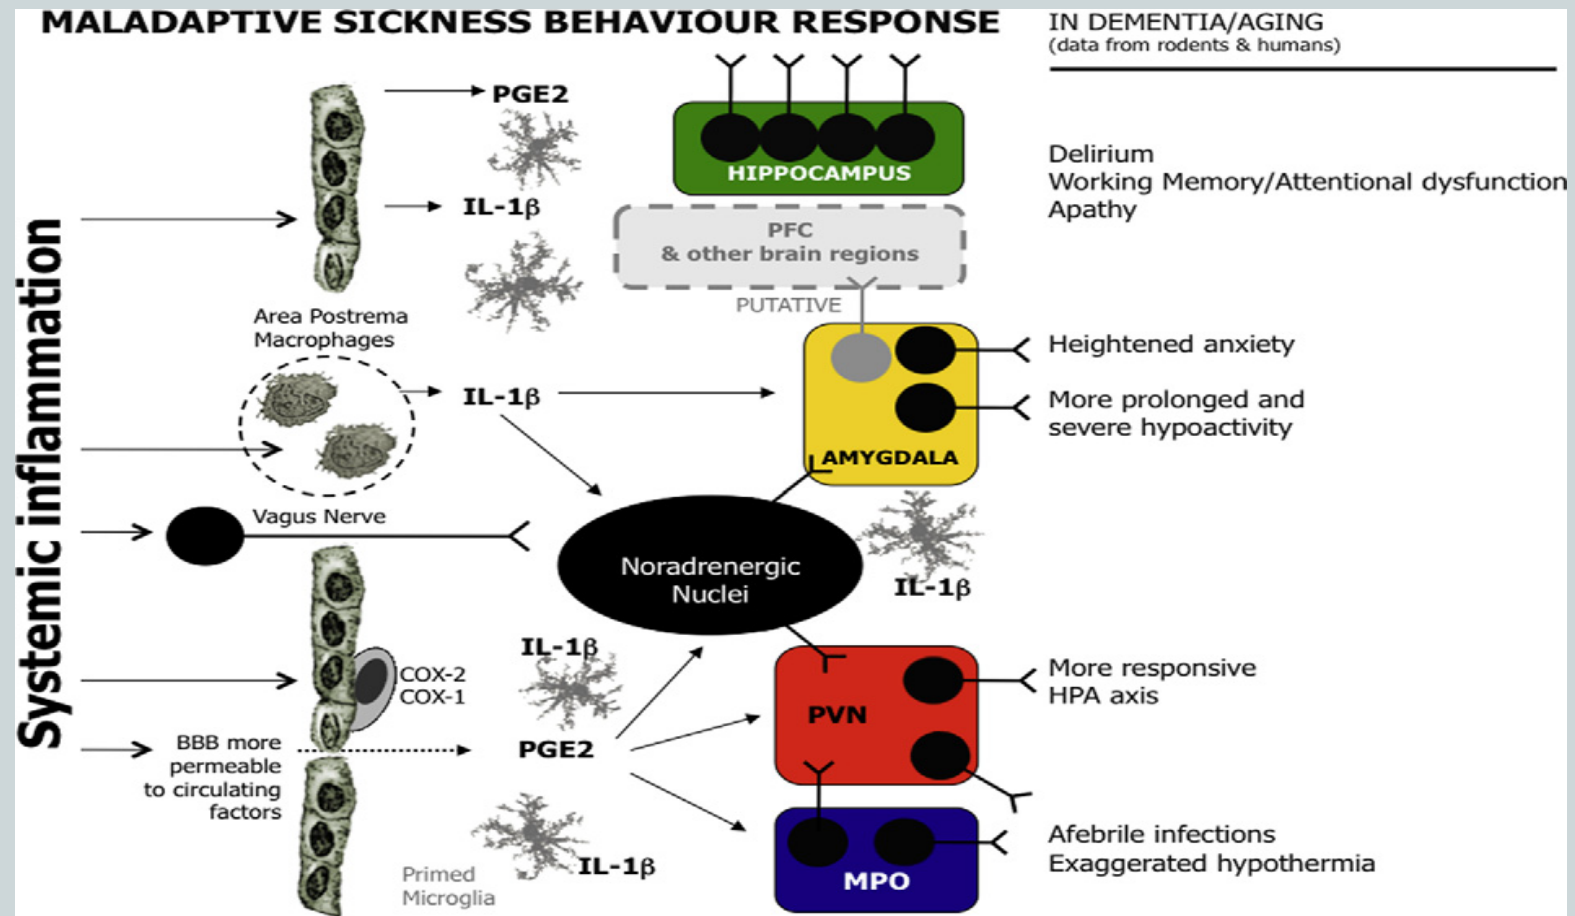 MALADAPTIVE SICKNESS BEHAVIOUR RESPONSE
IN DEMENTIA/AGING
(data from rodents & humans)
Systemic inflammation
PGE2
IL-1β
Area Postrema
Macrophages
IL-1β
Vagus Nerve
COX-2
COX-1
BBB more
permeable
to circulating
factors
IL-1β
PGE2
IL-1β
Primed
Microglia
HIPPOCAMPUS
PFC
& other brain regions
PUTATIVE
AMYGDALA
Noradrenergic
Nuclei
IL-1β
PVN
MPO
Delirium
Working Memory/Attentional dysfunction
Apathy
Heightened anxiety
More prolonged and
severe hypoactivity
More responsive
HPA axis
Afebrile infections
Exaggerated hypothermia